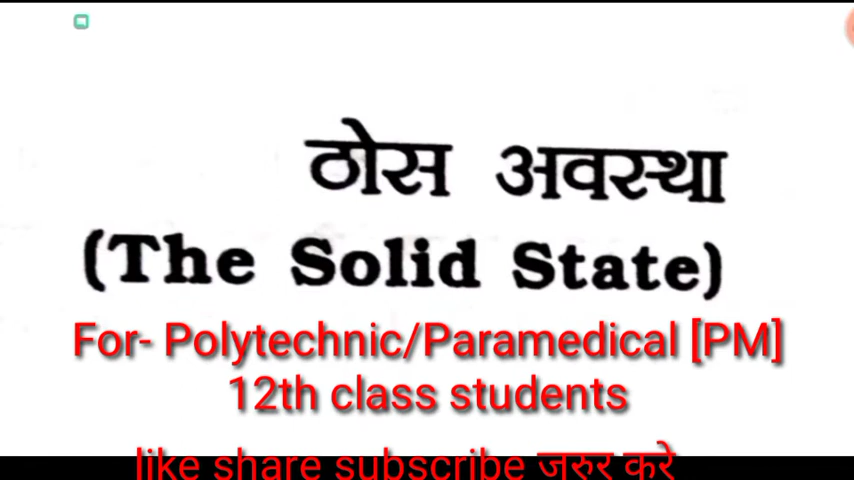 ठोस अवस्था
(The Solid State)
For- Polytechnic/Paramedical [PM]
12th class students
like share subscribe जरुर करे